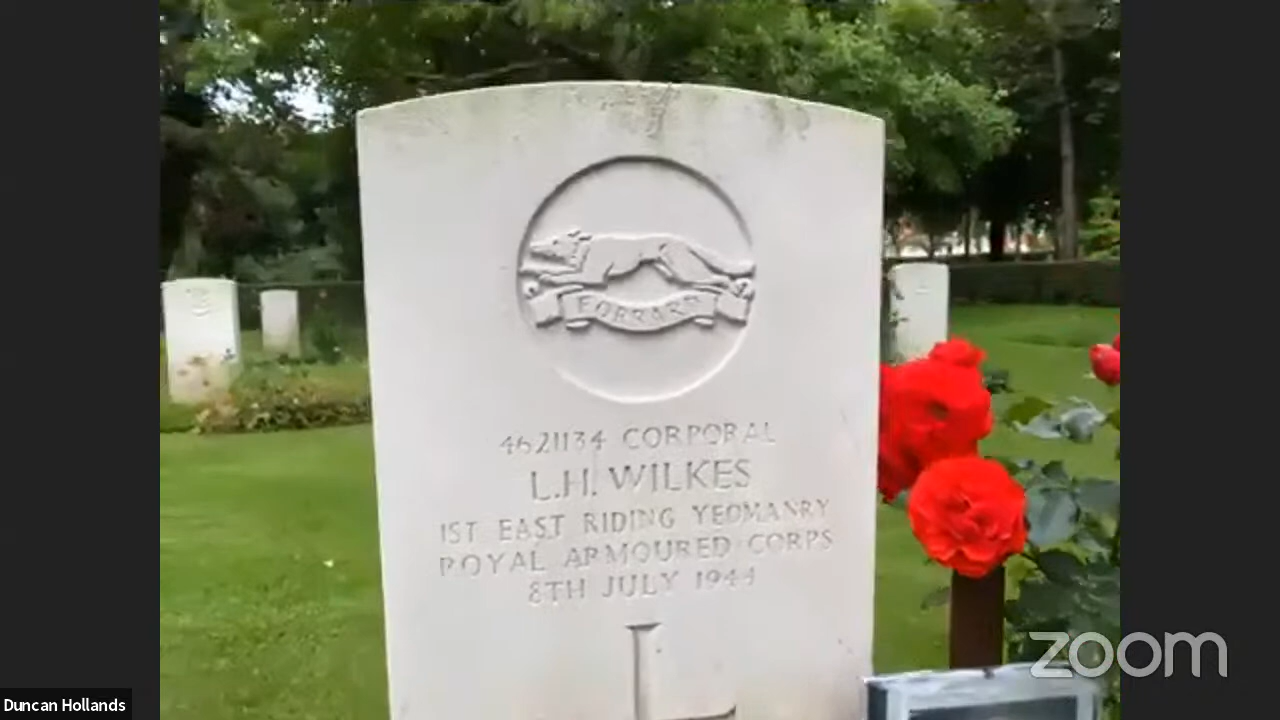 FORRARD
4621134 CORPORAL
L.H. WILKES
1ST EAST RIDING YEOMANRY
ROYAL ARMOURED CORPS
8TH JULY 1944
zoom
Duncan Hollands